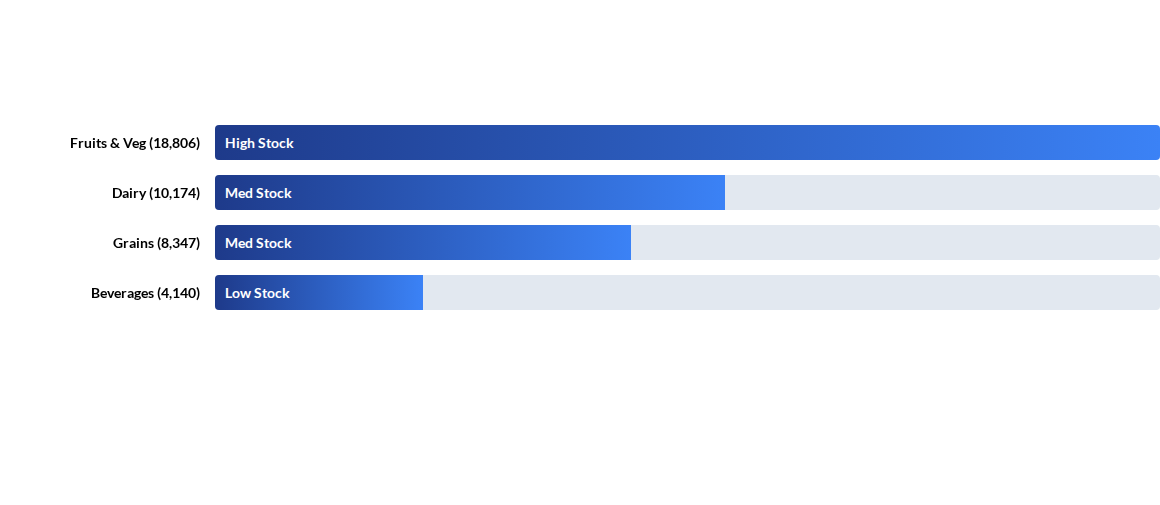 Fruits & Veg (18,806) High Stock
Dairy (10,174) Med Stock
Grains (8,347) Med Stock
Beverages (4,140) Low Stock